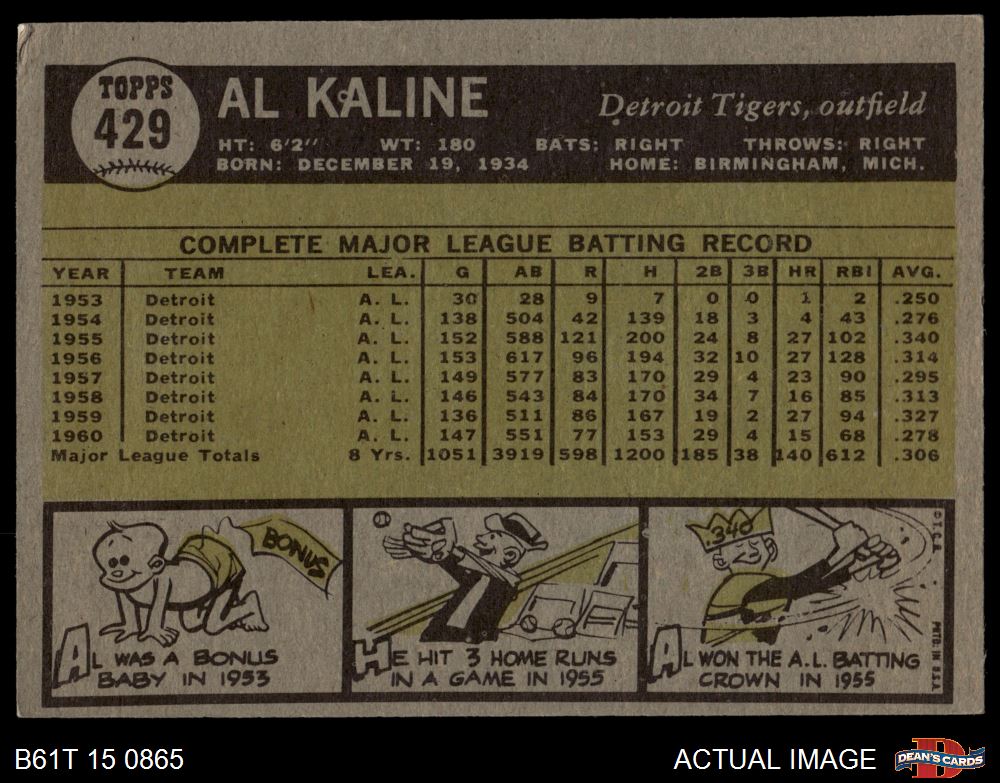 TOPPS
429
AL KALINE
Detroit Tigers, outfield
HT: 6'2" WT: 180 BATS: RIGHT THROWS: RIGHT
BORN: DECEMBER 19, 1934 HOME: BIRMINGHAM, MICH.
COMPLETE MAJOR LEAGUE BATTING RECORD
YEAR TEAM LEA. G AB R H 2B 3B HR RBI AVG.
1953 Detroit A. L. 30 28 9 7 0 0 1 2 .250
1954 Detroit A. L. 138 504 42 139 18 3 4 43 .276
1955 Detroit A. L. 152 588 121 200 24 8 27 102 .340
1956 Detroit A. L. 153 617 96 194 32 10 27 128 .314
1957 Detroit A. L. 149 577 83 170 29 4 23 90 .295
1958 Detroit A. L. 146 543 84 170 34 7 16 85 .313
1959 Detroit A. L. 136 511 86 167 19 2 27 94 .327
1960 Detroit A. L. 147 551 77 153 29 4 15 68 .278
Major League Totals 8 Yrs. 1051 3919 598 1200 185 38 140 612 .306
BONUS
AL WAS A BONUS
BABY IN 1953
HE HIT 3 HOME RUNS
IN A GAME IN 1955
.340
AL WON THE A.L. BATTING
CROWN IN 1955
© T.C.G.
PRTD. IN U.S.A.
B61T 15 0865
ACTUAL IMAGE
DEAN'S CARDS